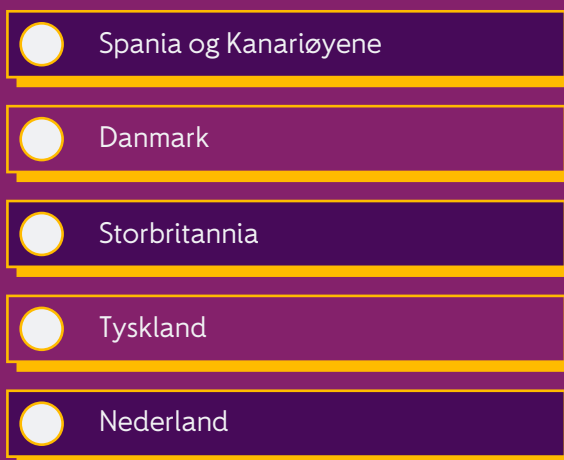 Spania og Kanariøyene
Danmark
Storbritannia
Tyskland
Nederland